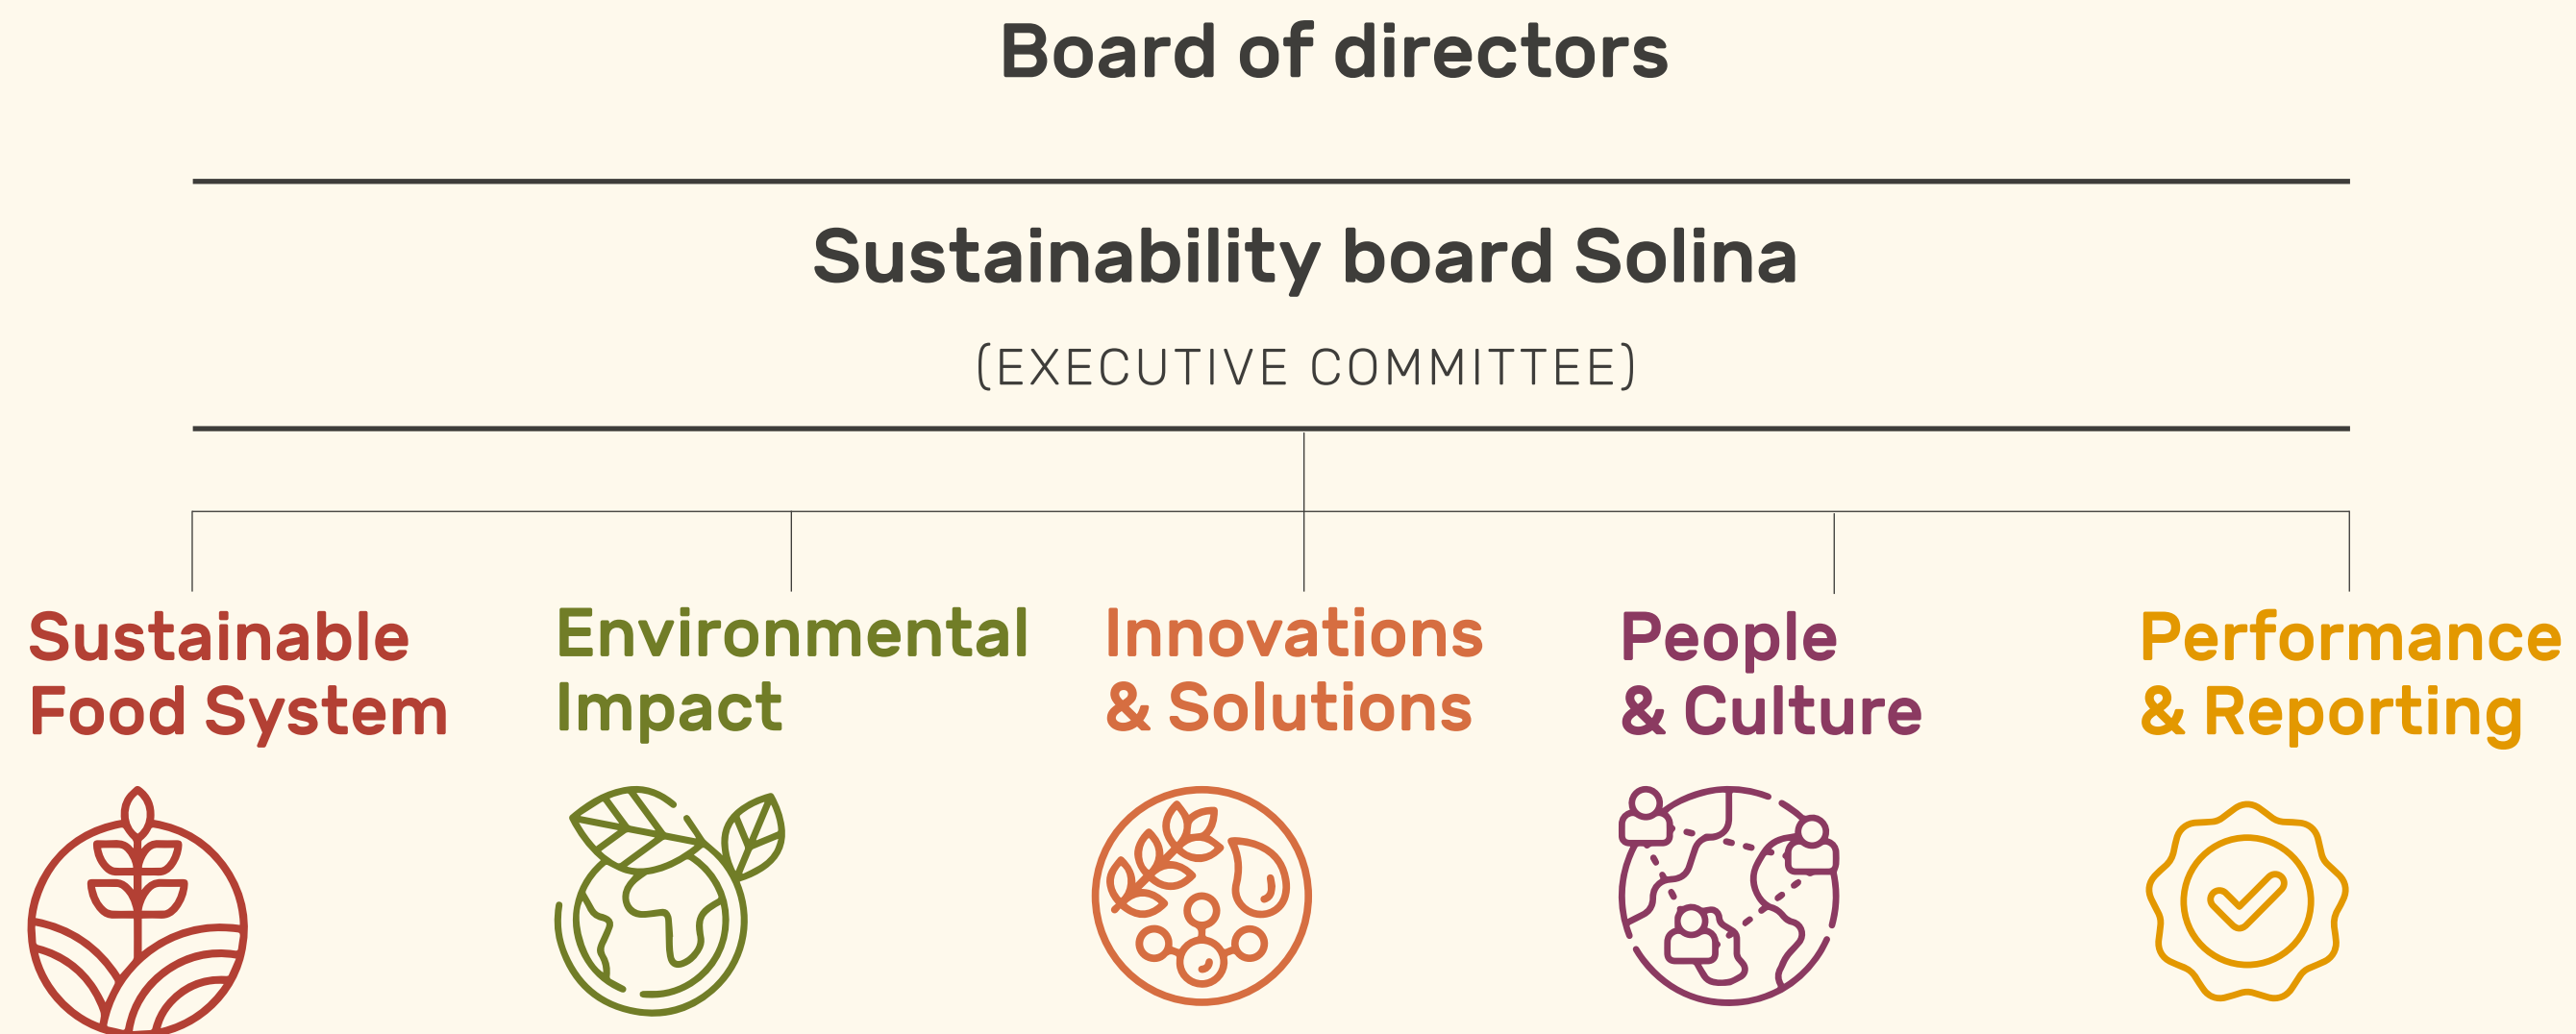 Board of directors
Sustainability board Solina
(EXECUTIVE COMMITTEE)
Sustainable
Food System
Environmental
Impact
Innovations
& Solutions
People
& Culture
Performance
& Reporting